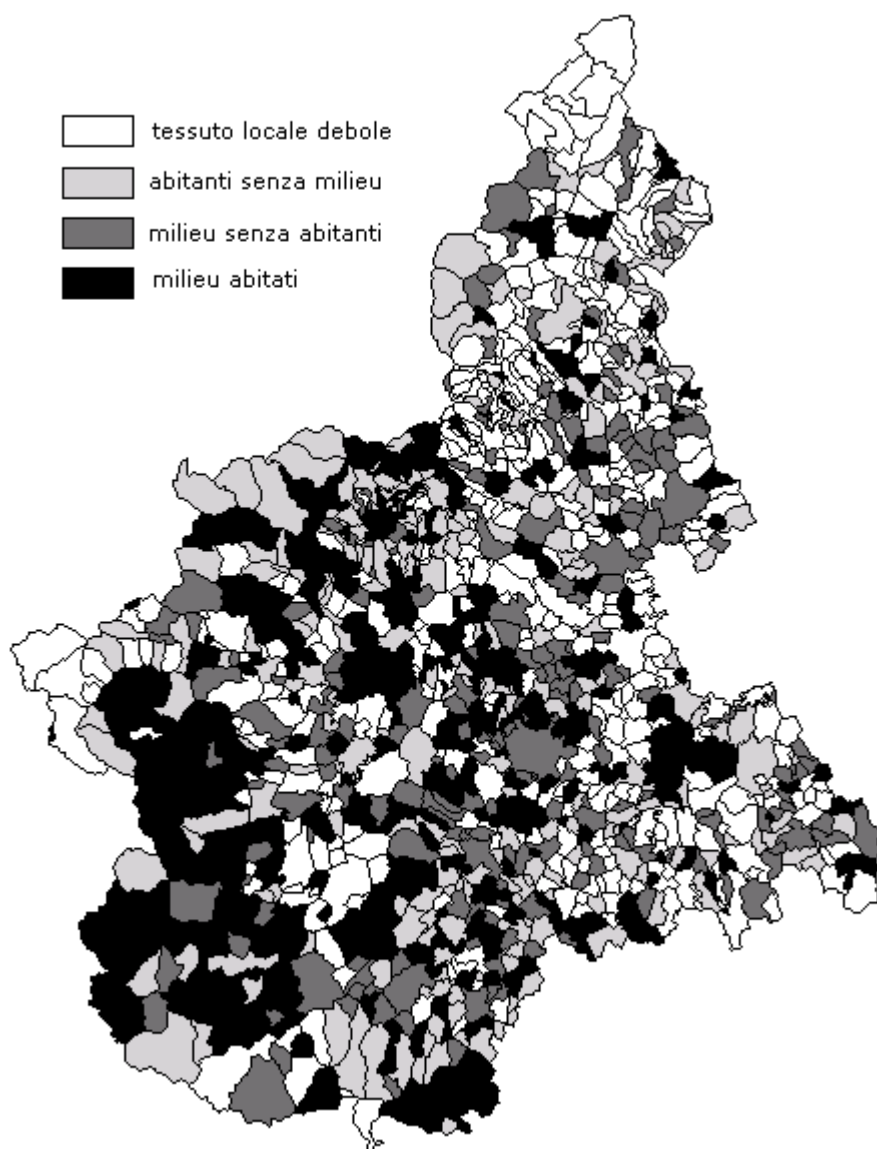 tessuto locale debole
abitanti senza milieu
milieu senza abitanti
milieu abitati